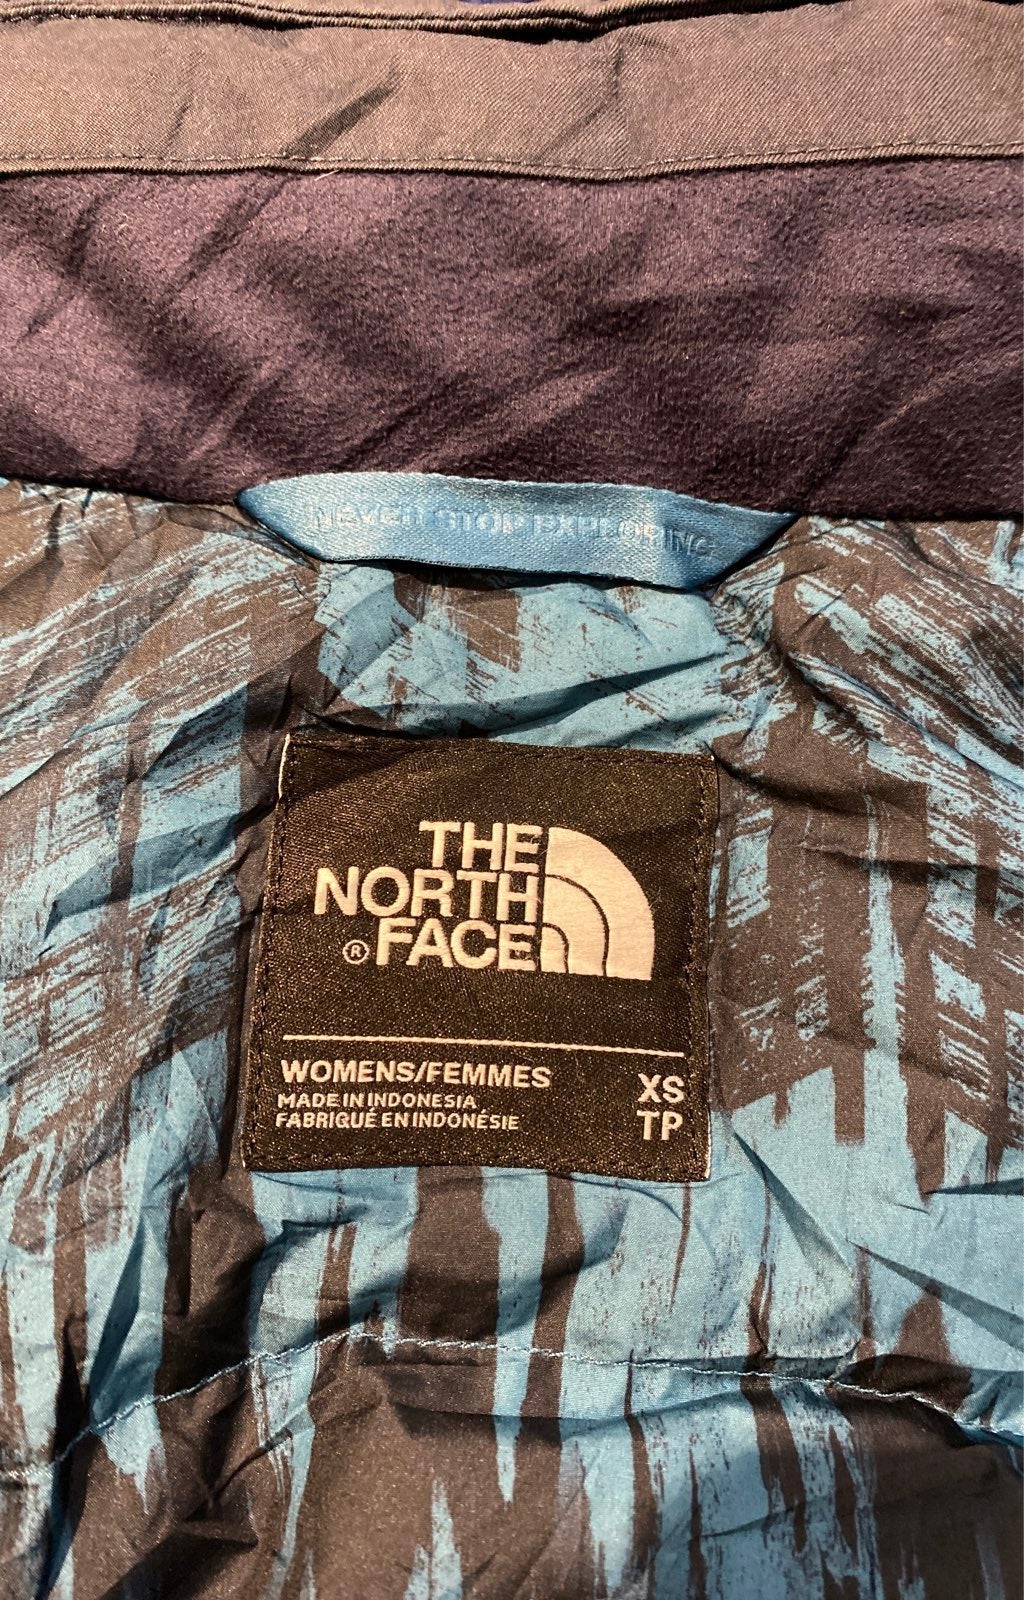 NEVER STOP EXPLORING
THE
NORTH
® FACE
WOMENS/FEMMES
MADE IN INDONESIA
FABRIQUÉ EN INDONÉSIE
XS
TP